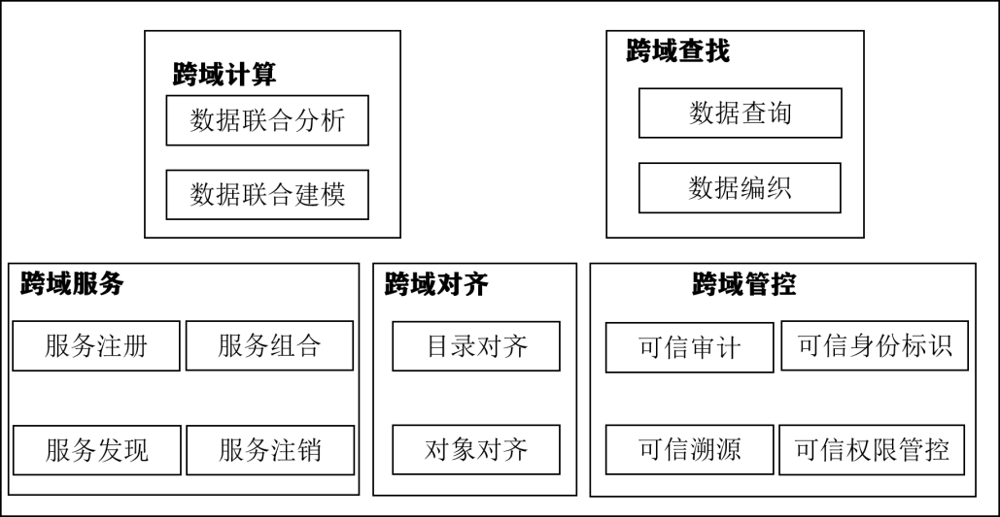 跨域计算
数据联合分析
数据联合建模
跨域查找
数据查询
数据编织
跨域服务
服务注册
服务组合
服务发现
服务注销
跨域对齐
目录对齐
对象对齐
跨域管控
可信审计
可信身份标识
可信溯源
可信权限管控